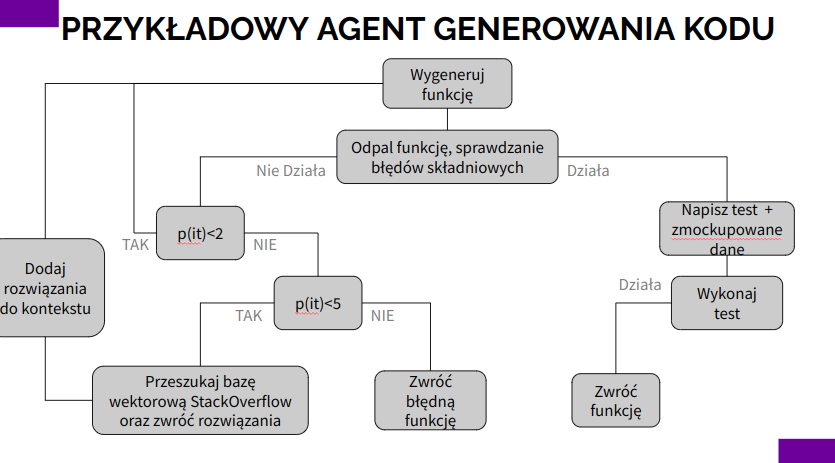 PRZYKŁADOWY AGENT GENEROWANIA KODU
Wygeneruj
funkcję
Odpal funkcję, sprawdzanie
błędów składniowych
Nie Działa
Działa
Napisz test +
zmockupowane
dane
p(it)<2
TAK
NIE
Dodaj
rozwiązania
do kontekstu
p(it)<5
TAK
NIE
Działa
Wykonaj
test
Przeszukaj bazę
wektorową StackOverflow
oraz zwróć rozwiązania
Zwróć
błędną
funkcję
Zwróć
funkcję